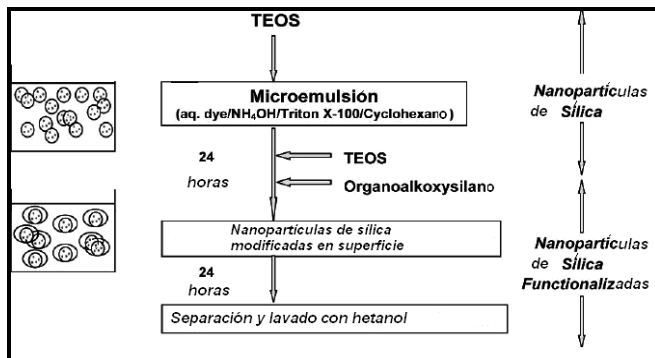 TEOS
Microemulsión
(aq. dye/NH₄OH/Triton X-100/Cyclohexano)
24
horas
TEOS
Organoalkoxysilano
Nanopartículas de sílica
modificadas en superficie
24
horas
Separación y lavado con hetanol
Nanopartículas
de Sílica
Nanopartículas
de Sílica
Functionalizadas